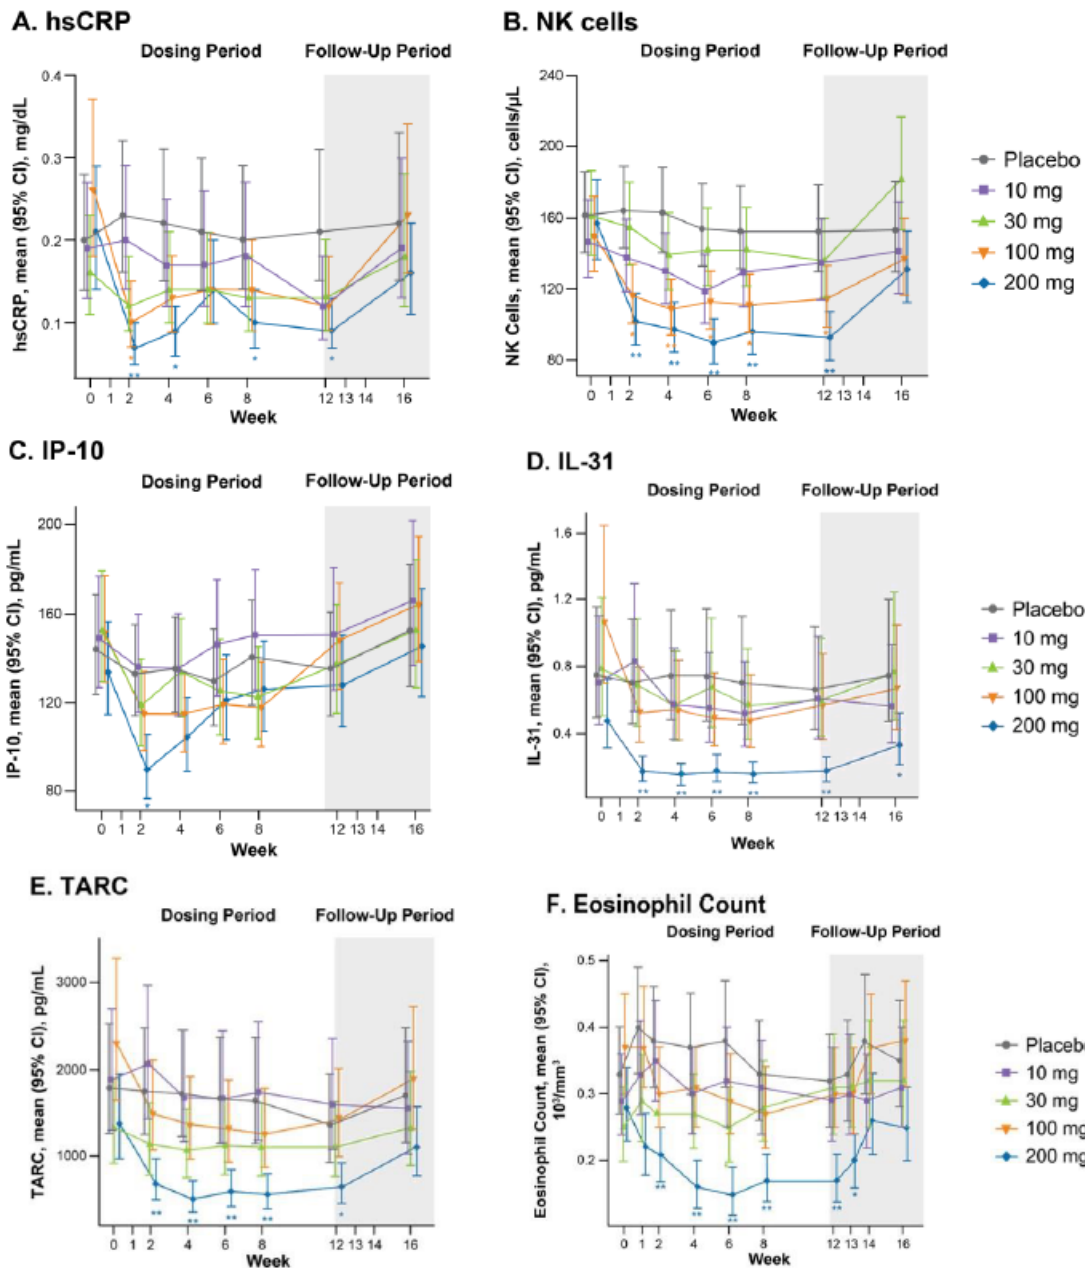 A. hsCRP
Dosing Period Follow-Up Period
hsCRP, mean (95% CI), mg/dL
0.4
0.3
0.2
0.1
* ** * * *
0 1 2 4 6 8 12 13 14 16
Week
B. NK cells
Dosing Period Follow-Up Period
NK Cells, mean (95% CI), cells/µL
240
200
160
120
80
* * * * *
** ** ** ** **
0 1 2 4 6 8 12 13 14 16
Week
Placebo
10 mg
30 mg
100 mg
200 mg
C. IP-10
Dosing Period Follow-Up Period
IP-10, mean (95% CI), pg/mL
200
160
120
80
*
0 1 2 4 6 8 12 13 14 16
Week
D. IL-31
Dosing Period Follow-Up Period
IL-31, mean (95% CI), pg/mL
1.6
1.2
0.8
0.4
** ** ** ** ** *
0 1 2 4 6 8 12 13 14 16
Week
Placebo
10 mg
30 mg
100 mg
200 mg
E. TARC
Dosing Period Follow-Up Period
TARC, mean (95% CI), pg/mL
3000
2000
1000
** ** ** ** *
0 1 2 4 6 8 12 13 14 16
Week
F. Eosinophil Count
Dosing Period Follow-Up Period
Eosinophil Count, mean (95% CI),
10³/mm³
0.5
0.4
0.3
0.2
** ** ** ** ** *
0 1 2 4 6 8 12 13 14 16
Week
Placebo
10 mg
30 mg
100 mg
200 mg